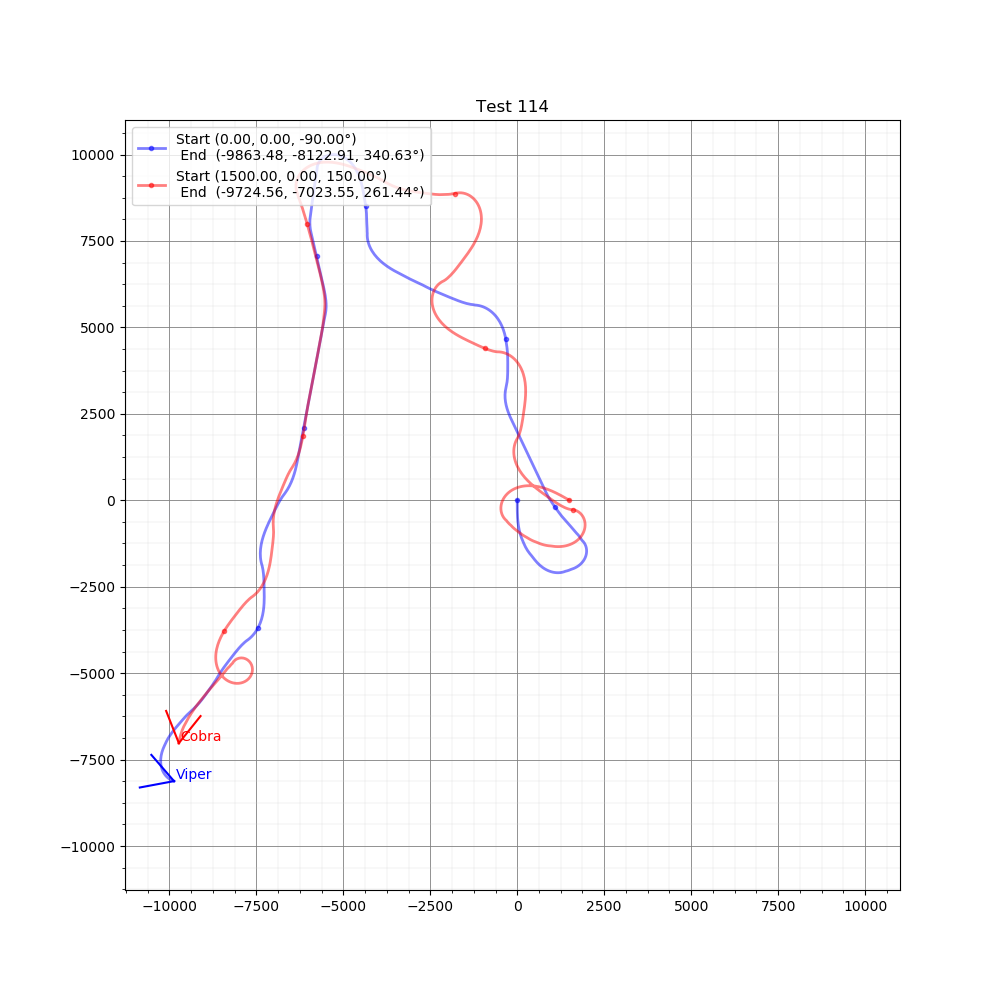 Test 114
Start (0.00, 0.00, -90.00°)
End (-9863.48, -8122.91, 340.63°)
Start (1500.00, 0.00, 150.00°)
End (-9724.56, -7023.55, 261.44°)
10000
7500
5000
2500
0
−2500
−5000
−7500
−10000
Cobra
Viper
−10000 −7500 −5000 −2500 0 2500 5000 7500 10000